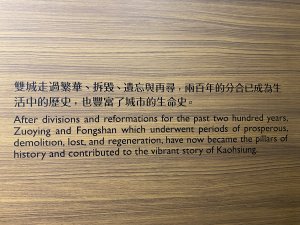 雙城走過繁華、拆毀、遺忘與再尋，兩百年的分合已成為生
活中的歷史，也豐富了城市的生命史。
After divisions and reformations for the past two hundred years,
Zuoying and Fongshan which underwent periods of prosperous,
demolition, lost, and regeneration, have now became the pillars of
history and contributed to the vibrant story of Kaohsiung.